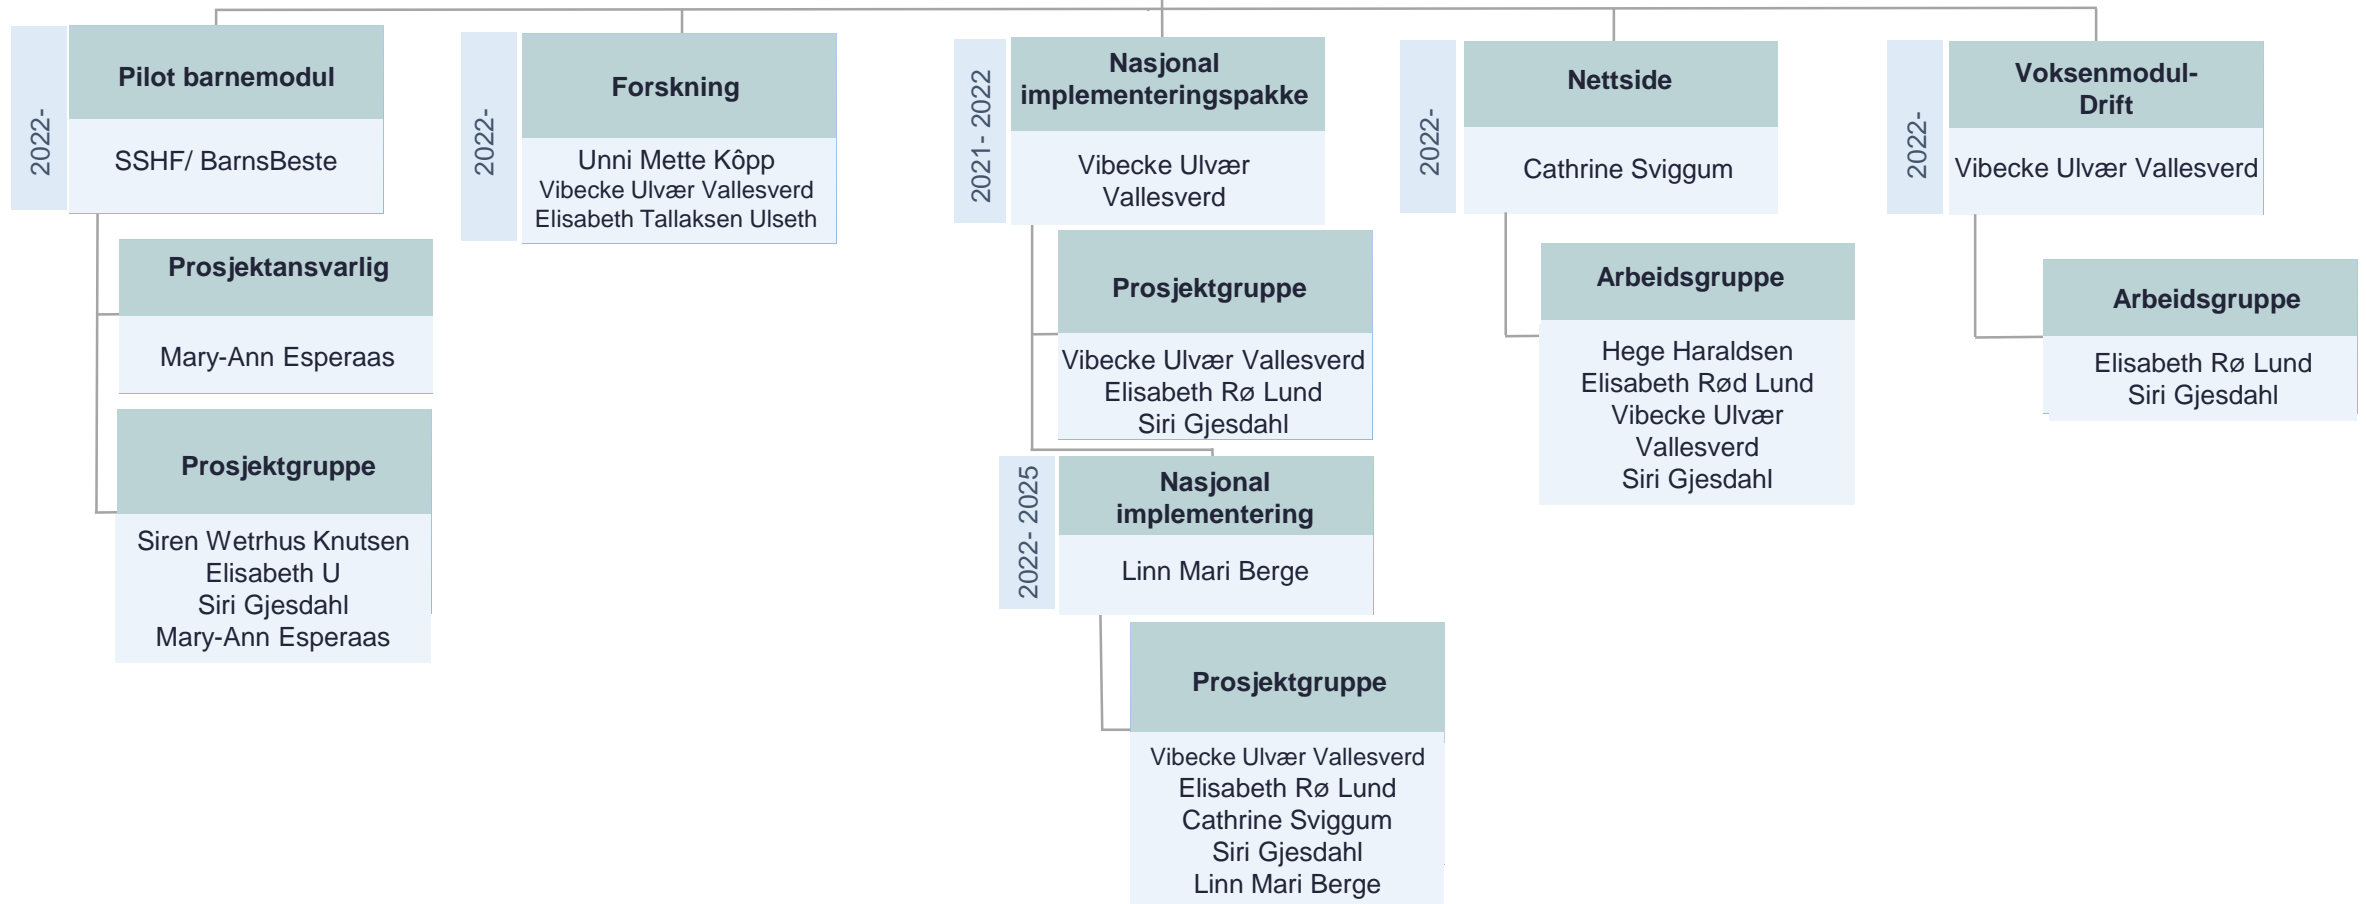 2022-
Pilot barnemodul
SSHF/ BarnsBeste
Prosjektansvarlig
Mary-Ann Esperaas
Prosjektgruppe
Siren Wetrhus Knutsen
Elisabeth U
Siri Gjesdahl
Mary-Ann Esperaas
2022-
Forskning
Unni Mette Kôpp
Vibecke Ulvær Vallesverd
Elisabeth Tallaksen Ulseth
2021- 2022
Nasjonal
implementeringspakke
Vibecke Ulvær
Vallesverd
Prosjektgruppe
Vibecke Ulvær Vallesverd
Elisabeth Rø Lund
Siri Gjesdahl
2022- 2025
Nasjonal
implementering
Linn Mari Berge
Prosjektgruppe
Vibecke Ulvær Vallesverd
Elisabeth Rø Lund
Cathrine Sviggum
Siri Gjesdahl
Linn Mari Berge
2022-
Nettside
Cathrine Sviggum
Arbeidsgruppe
Hege Haraldsen
Elisabeth Rød Lund
Vibecke Ulvær
Vallesverd
Siri Gjesdahl
2022-
Voksenmodul-
Drift
Vibecke Ulvær Vallesverd
Arbeidsgruppe
Elisabeth Rø Lund
Siri Gjesdahl